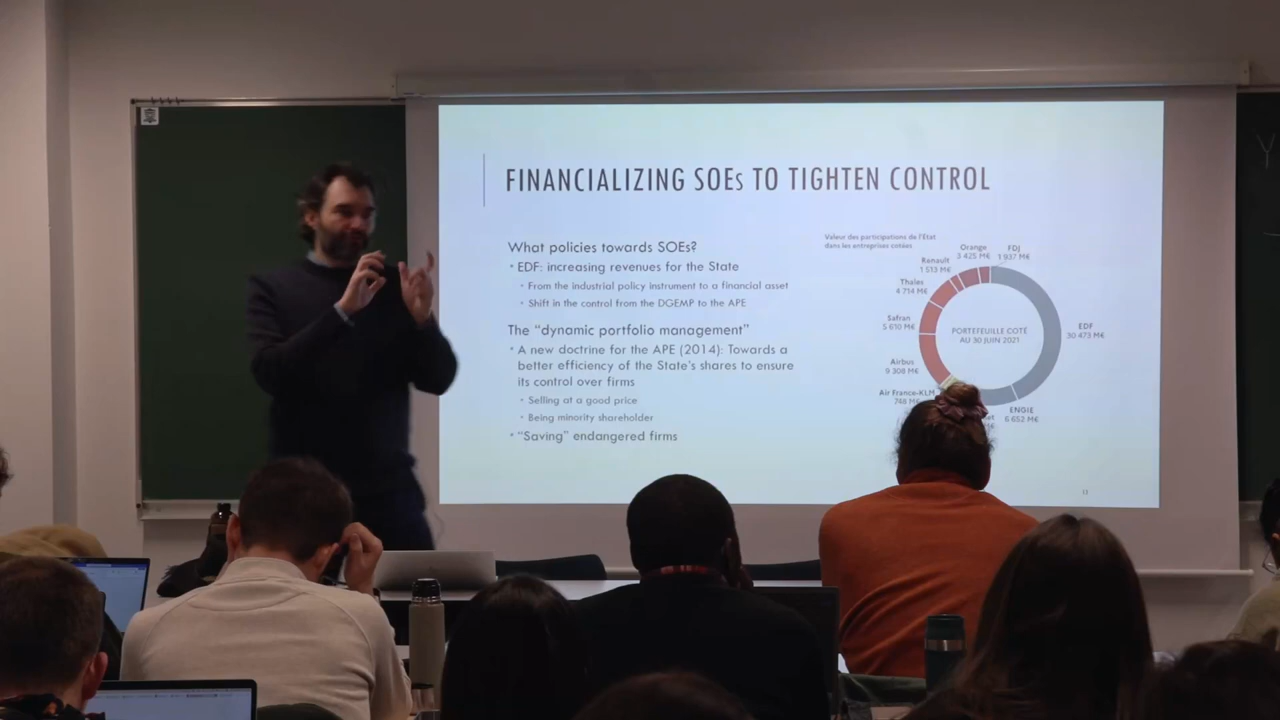 FINANCIALIZING SOEs TO TIGHTEN CONTROL
What policies towards SOEs?
• EDF: increasing revenues for the State
• From the industrial policy instrument to a financial asset
• Shift in the control from the DGEMP to the APE
The “dynamic portfolio management”
• A new doctrine for the APE (2014): Towards a
better efficiency of the State's shares to ensure
its control over firms
• Selling at a good price
• Being minority shareholder
• “Saving” endangered firms
Valeur des participations de l'Etat
dans les entreprises cotées
Orange
3 425 M€
FDJ
1 937 M€
Renault
1 513 M€
Thales
4 714 M€
Safran
5 610 M€
Airbus
9 308 M€
Air France-KLM
748 M€
PORTEFEUILLE COTÉ
AU 30 JUIN 2021
EDF
30 473 M€
ENGIE
6 652 M€